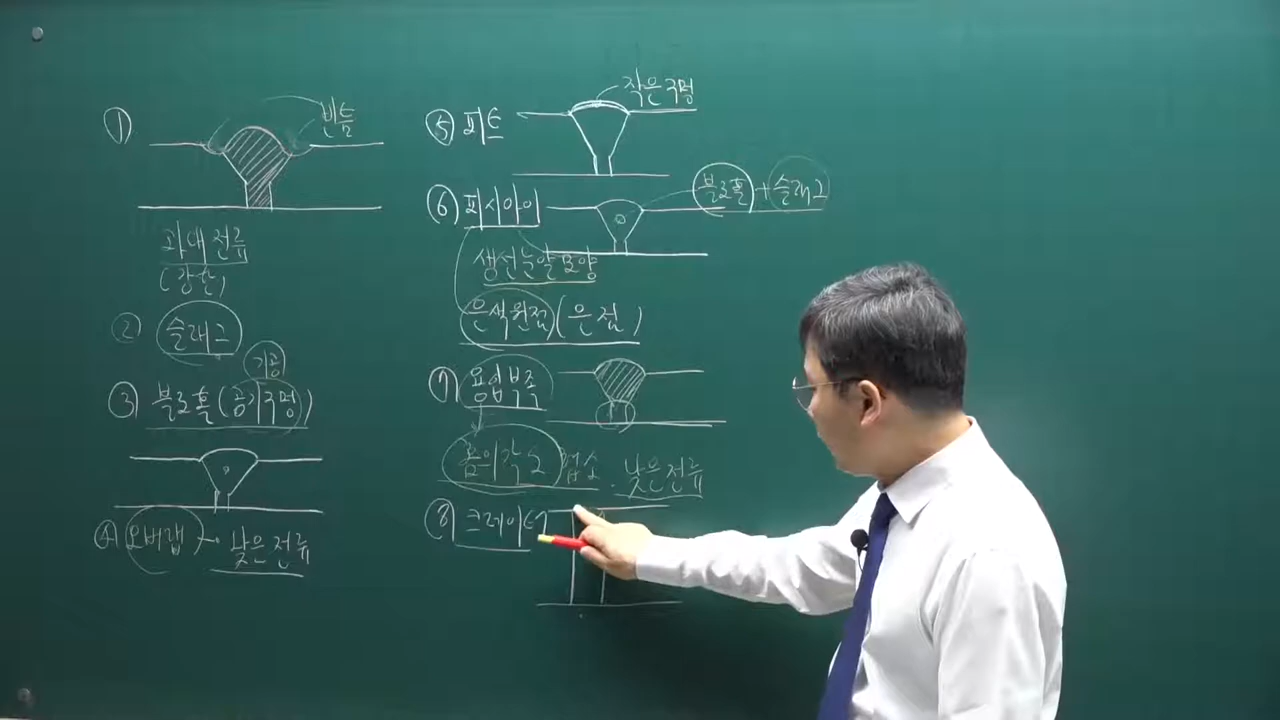 ①
빈틈
과대전류
(강한)
② 슬래그
기공
③ 블로홀(공기구멍)
④ 오버랩 → 낮은전류
⑤ 피트
작은구멍
⑥ 피시아이
블로홀+슬래그
생선눈알모양
은색원점(은점)
⑦ 용입부족
용입각소 낮은전류
⑧ 크레이터